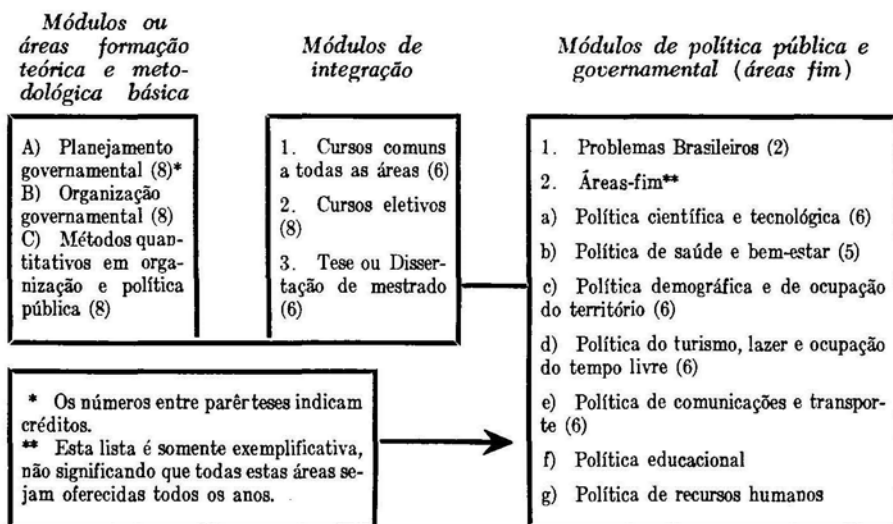 Módulos ou
áreas formação
teórica e meto-
dológica básica
A) Planejamento
governamental (8)*
B) Organização
governamental (8)
C) Métodos quan-
titativos em orga-
nização e política
pública (8)
Módulos de
integração
1. Cursos comuns
a todas as áreas (6)
2. Cursos eletivos
(8)
3. Tese ou Disser-
tação de mestrado
(6)
Módulos de política pública e
governamental (áreas fim)
1. Problemas Brasileiros (2)
2. Áreas-fim**
a) Política científica e tecnológica (6)
b) Política de saúde e bem-estar (5)
c) Política demográfica e de ocupação
do território (6)
d) Política do turismo, lazer e ocupação
do tempo livre (6)
e) Política de comunicações e transpor-
te (6)
f) Política educacional
g) Política de recursos humanos
* Os números entre parêrteses indicam
créditos.
** Esta lista é somente exemplificativa,
não significando que todas estas áreas se-
jam oferecidas todos os anos.